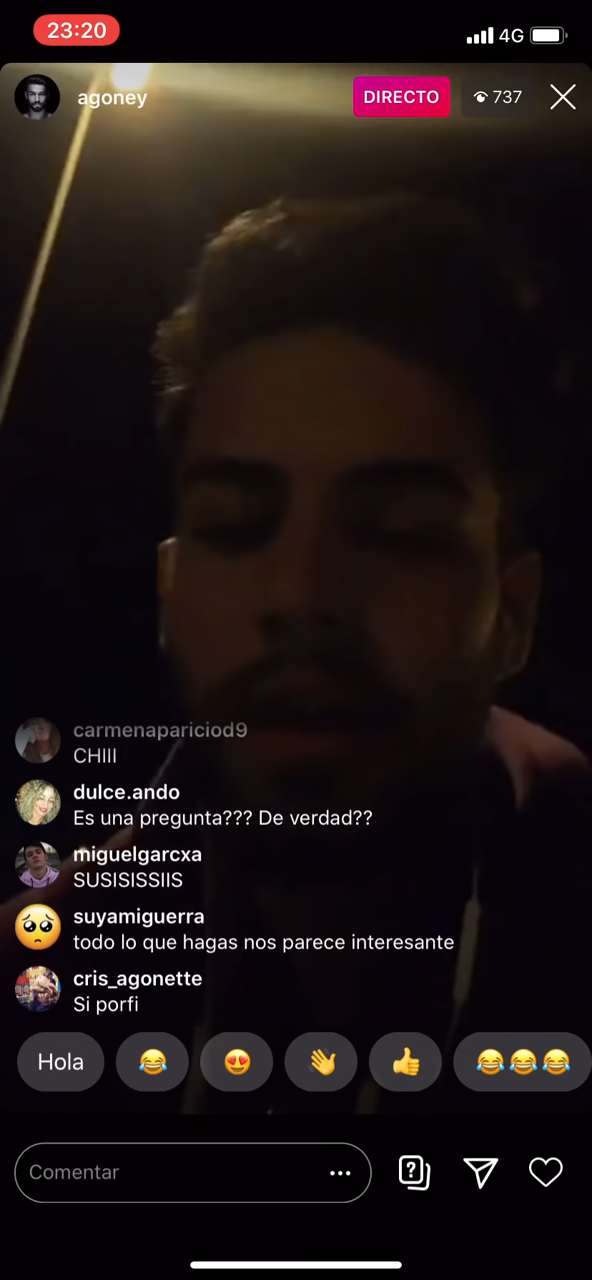 23:20
4G
agoney
DIRECTO
737
carmenapariciod9
CHIII
dulce.ando
Es una pregunta??? De verdad??
miguelgarcxa
SUSISISSIIS
suyamiguerra
todo lo que hagas nos parece interesante
cris_agonette
Si porfi
Hola 😂 😍 👋 👍 😂😂😂
Comentar